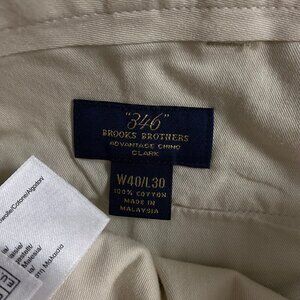 "346"
BROOKS BROTHERS
ADVANTAGE CHINO
CLARK
W40/L30
100% COTTON
MADE IN
MALAYSIA